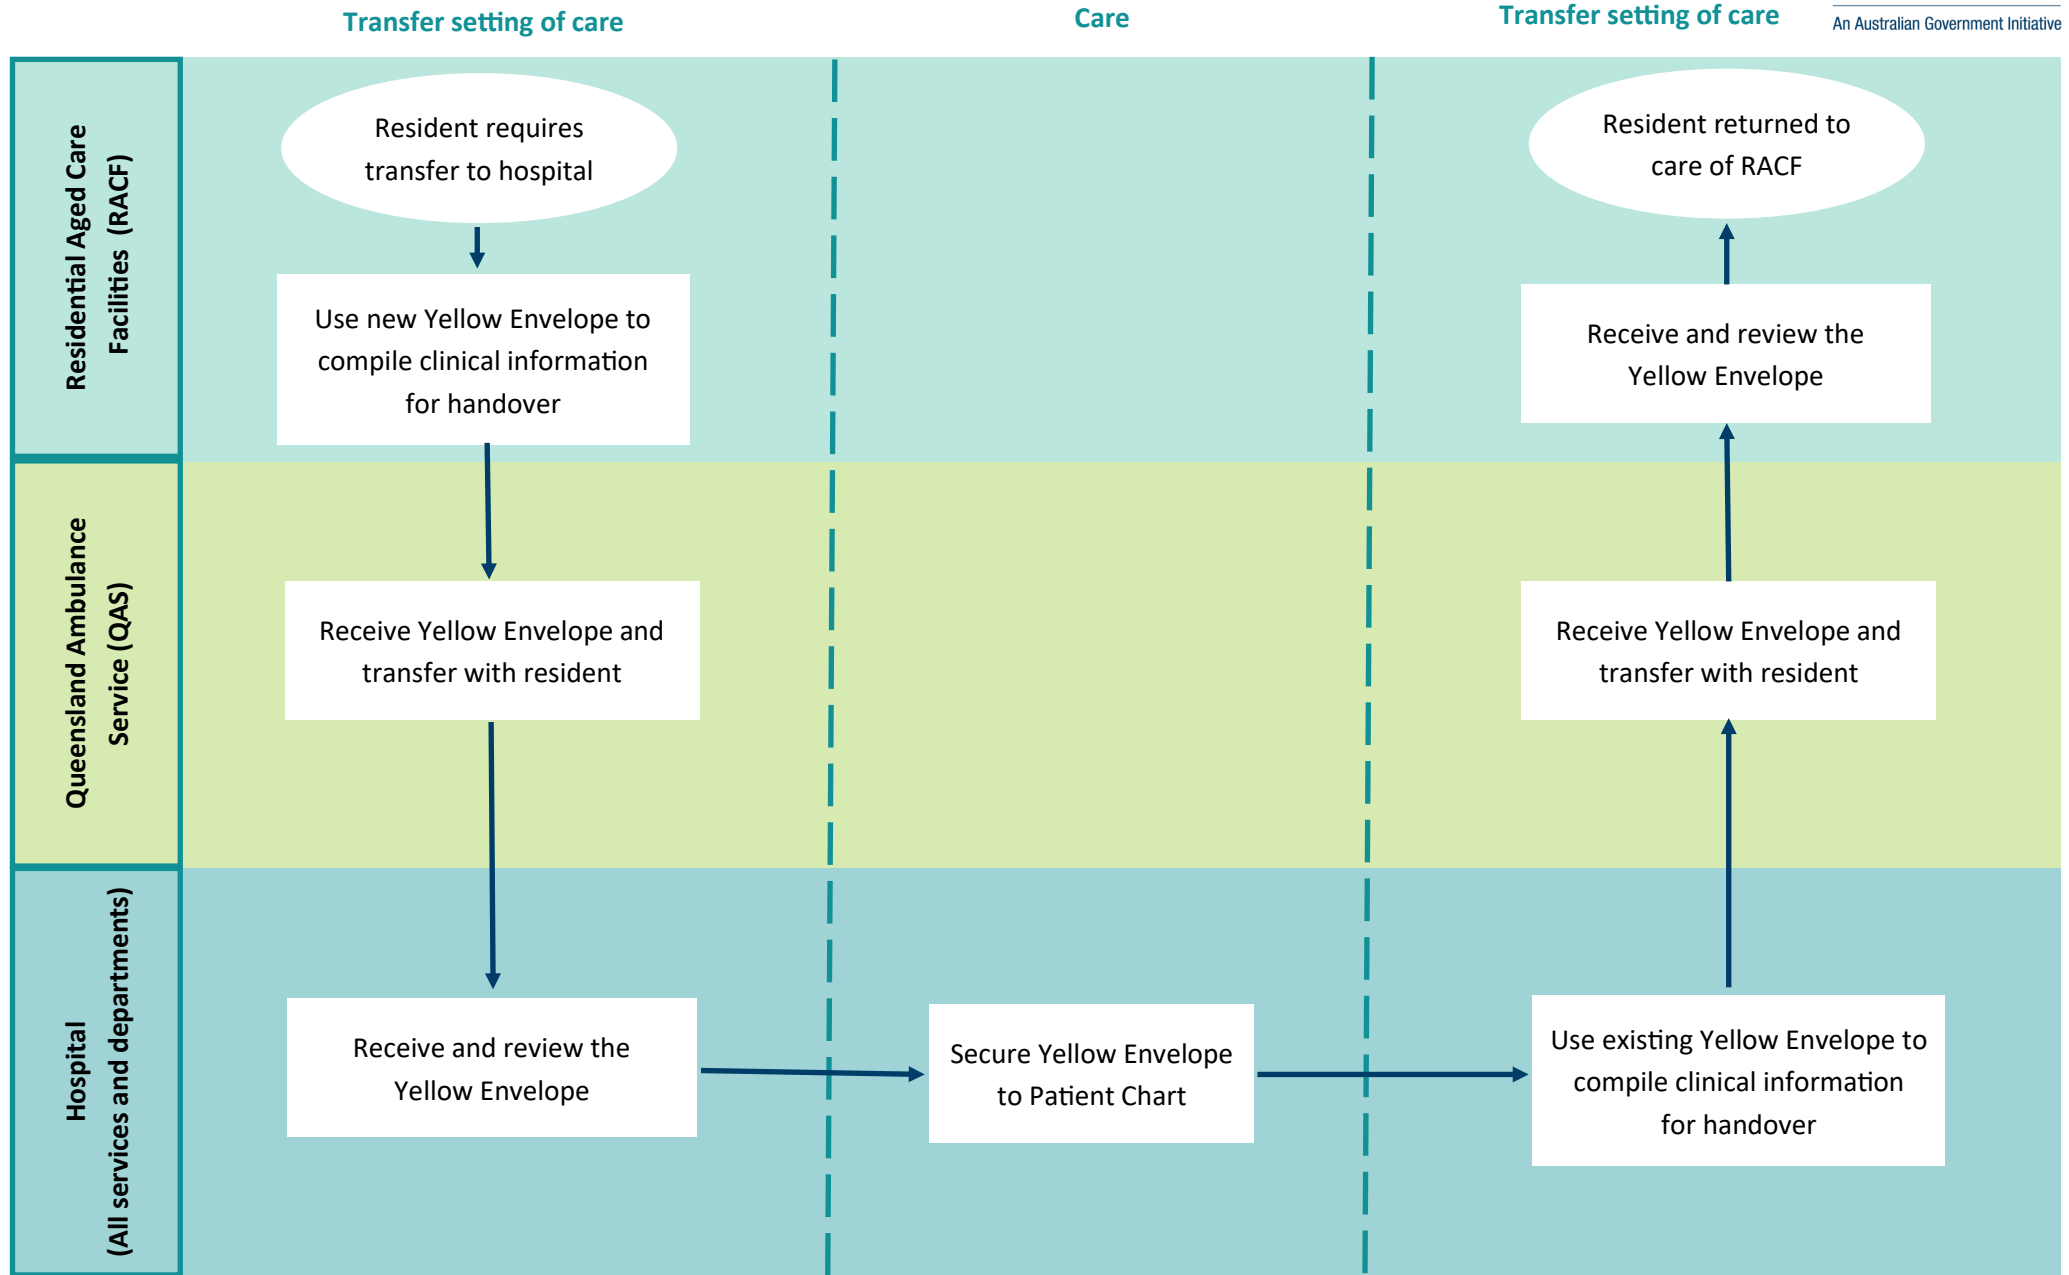 Transfer setting of care
Care
Transfer setting of care
An Australian Government Initiative
Residential Aged Care
Facilities (RACF)
Resident requires
transfer to hospital
Use new Yellow Envelope to
compile clinical information
for handover
Resident returned to
care of RACF
Receive and review the
Yellow Envelope
Queensland Ambulance
Service (QAS)
Receive Yellow Envelope and
transfer with resident
Receive Yellow Envelope and
transfer with resident
Hospital
(All services and departments)
Receive and review the
Yellow Envelope
Secure Yellow Envelope
to Patient Chart
Use existing Yellow Envelope to
compile clinical information
for handover